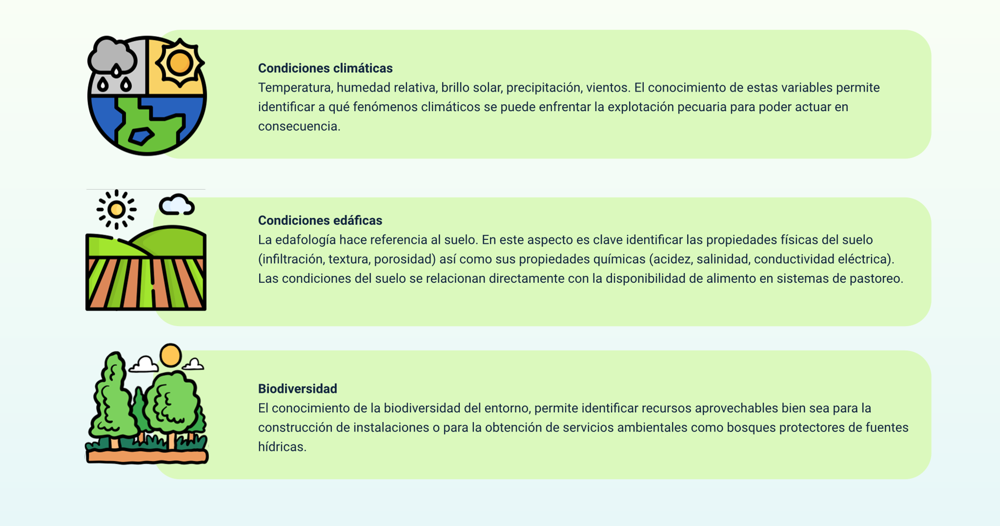 Condiciones climáticas
Temperatura, humedad relativa, brillo solar, precipitación, vientos. El conocimiento de estas variables permite
identificar a qué fenómenos climáticos se puede enfrentar la explotación pecuaria para poder actuar en
consecuencia.
Condiciones edáficas
La edafología hace referencia al suelo. En este aspecto es clave identificar las propiedades físicas del suelo
(infiltración, textura, porosidad) así como sus propiedades químicas (acidez, salinidad, conductividad eléctrica).
Las condiciones del suelo se relacionan directamente con la disponibilidad de alimento en sistemas de pastoreo.
Biodiversidad
El conocimiento de la biodiversidad del entorno, permite identificar recursos aprovechables bien sea para la
construcción de instalaciones o para la obtención de servicios ambientales como bosques protectores de fuentes
hídricas.